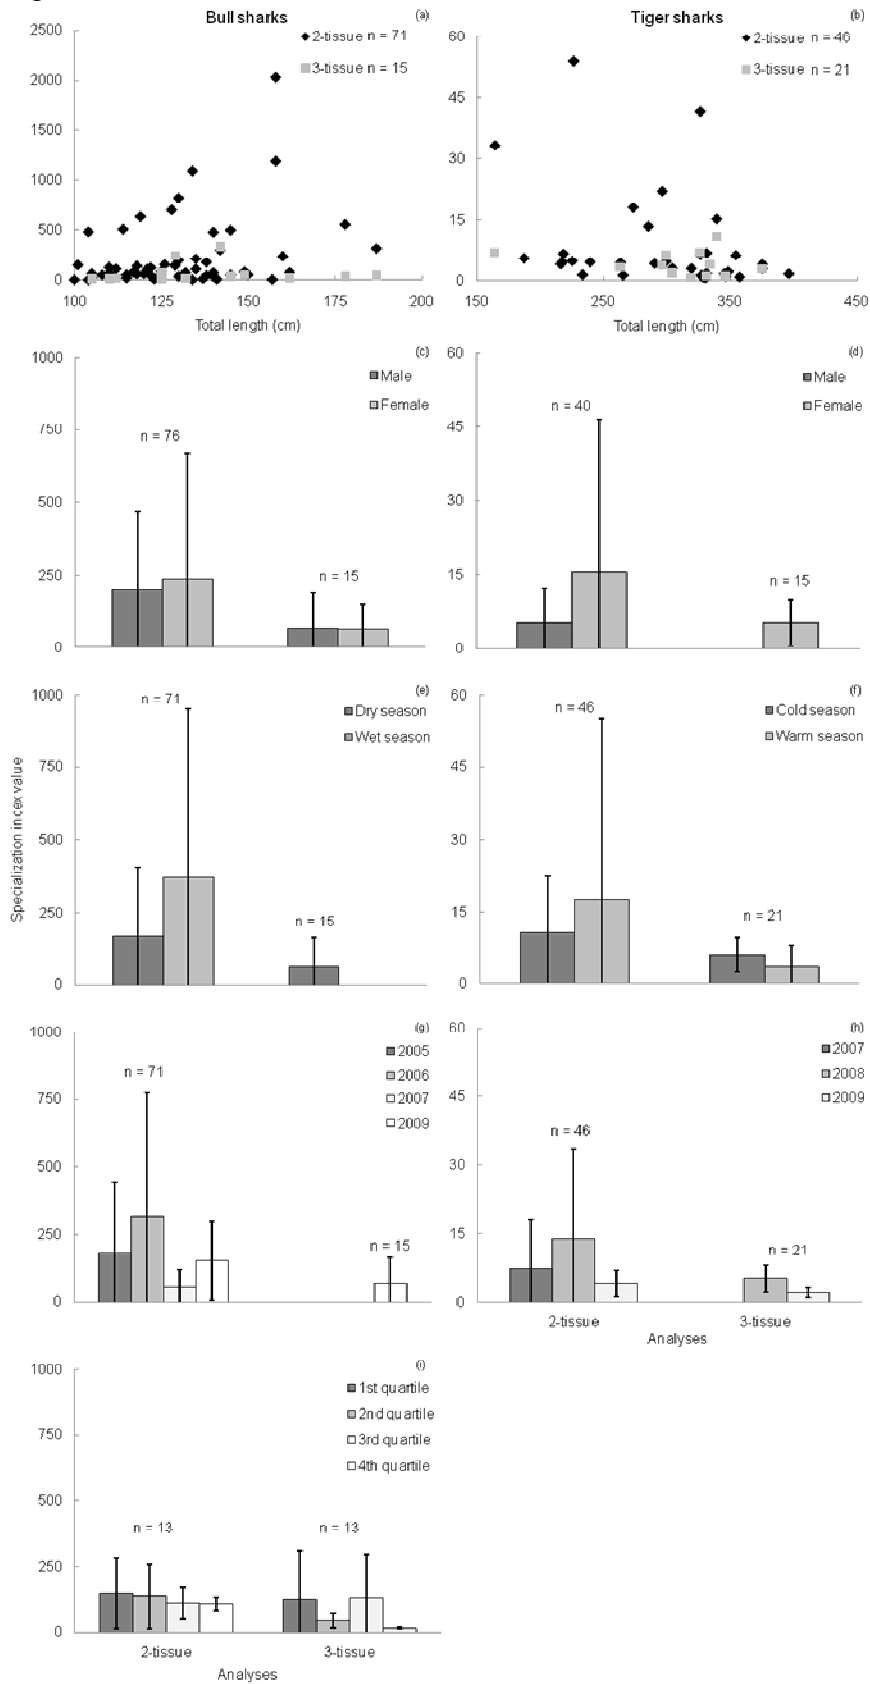 Bull sharks
(a)
2-tissue n = 71
3-tissue n = 15
2500
2000
1500
1000
500
0
100
125
150
175
200
Total length (cm)
Tiger sharks
(b)
2-tissue n = 46
3-tissue n = 21
60
45
30
15
0
150
250
350
450
Total length (cm)
(c)
Male
Female
n = 76
n = 15
1000
750
500
250
0
(d)
Male
Female
n = 40
n = 15
60
45
30
15
0
Specialization index value
(e)
Dry season
Wet season
n = 71
n = 15
1000
750
500
250
0
(f)
Cold season
Warm season
n = 46
n = 21
60
45
30
15
0
(g)
2005
2006
2007
2009
n = 71
n = 15
1000
750
500
250
0
(h)
2007
2008
2009
n = 46
n = 21
60
45
30
15
0
2-tissue
3-tissue
Analyses
(i)
1st quartile
2nd quartile
3rd quartile
4th quartile
n = 13
n = 13
1000
750
500
250
0
2-tissue
3-tissue
Analyses